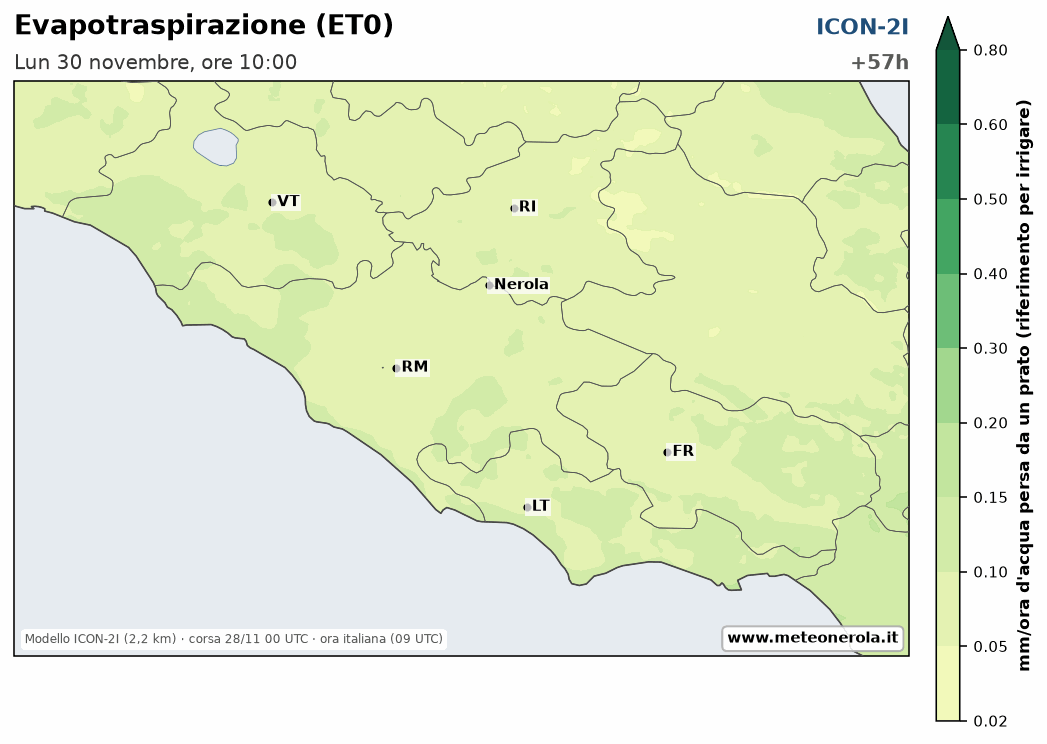 Evapotraspirazione (ET0)
ICON-2I
Lun 30 novembre, ore 10:00
+57h
VT
RI
Nerola
RM
FR
LT
Modello ICON-2I (2,2 km) · corsa 28/11 00 UTC · ora italiana (09 UTC)
www.meteonerola.it
0.80
0.60
0.50
0.40
0.30
0.20
0.15
0.10
0.05
0.02
mm/ora d'acqua persa da un prato (riferimento per irrigare)